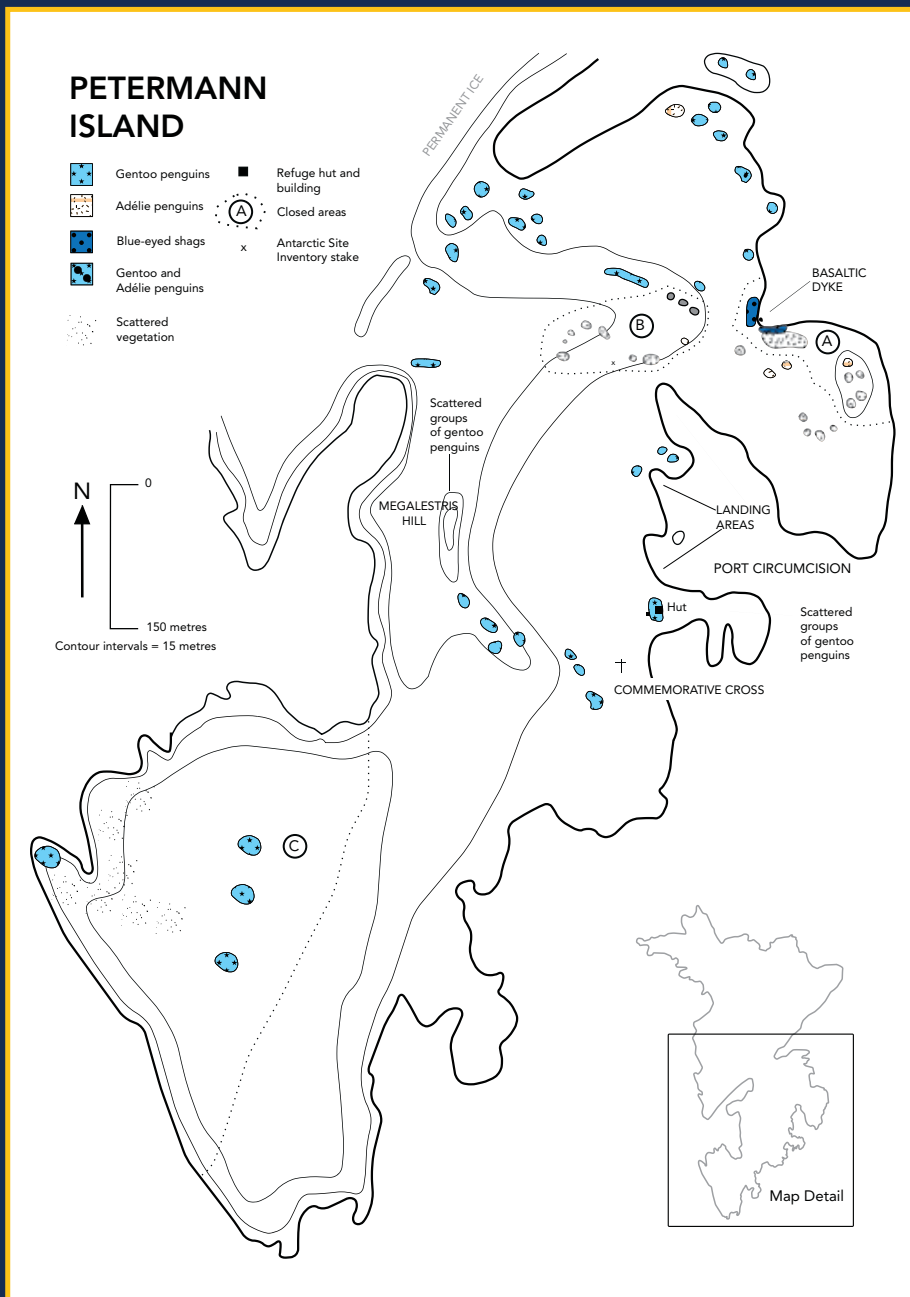 PETERMANN
ISLAND
Gentoo penguins
Adélie penguins
Blue-eyed shags
Gentoo and
Adélie penguins
Scattered
vegetation
Refuge hut and
building
A
Closed areas
x
Antarctic Site
Inventory stake
PERMANENT ICE
BASALTIC
DYKE
B
A
x
Scattered
groups
of gentoo
penguins
MEGALESTRIS
HILL
N
0
150 metres
Contour intervals = 15 metres
LANDING
AREAS
PORT CIRCUMCISION
Hut
Scattered
groups
of gentoo
penguins
COMMEMORATIVE CROSS
C
Map Detail